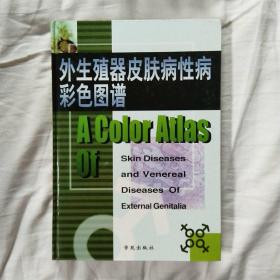 外生殖器皮肤病性病
彩色图谱
A Color Atlas
Of
Skin Diseases
and Venereal
Diseases Of
External Genitalia
学苑出版社